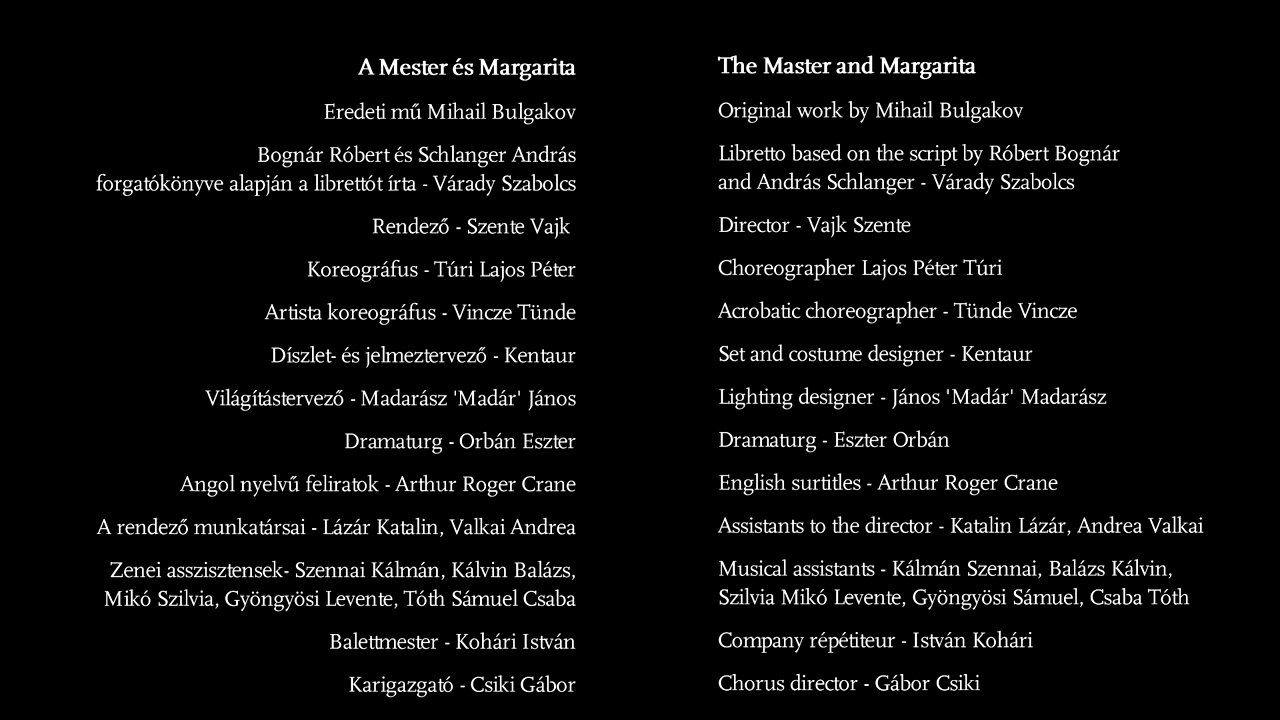 A Mester és Margarita
Eredeti mű Mihail Bulgakov
Bognár Róbert és Schlanger András
forgatókönyve alapján a librettót írta - Várady Szabolcs
Rendező - Szente Vajk
Koreográfus - Túri Lajos Péter
Artista koreográfus - Vincze Tünde
Díszlet- és jelmeztervező - Kentaur
Világítástervező - Madarász 'Madár' János
Dramaturg - Orbán Eszter
Angol nyelvű feliratok - Arthur Roger Crane
A rendező munkatársai - Lázár Katalin, Valkai Andrea
Zenei asszisztensek- Szennai Kálmán, Kálvin Balázs,
Mikó Szilvia, Gyöngyösi Levente, Tóth Sámuel Csaba
Balettmester - Kohári István
Karigazgató - Csiki Gábor
The Master and Margarita
Original work by Mihail Bulgakov
Libretto based on the script by Róbert Bognár
and András Schlanger - Várady Szabolcs
Director - Vajk Szente
Choreographer Lajos Péter Túri
Acrobatic choreographer - Tünde Vincze
Set and costume designer - Kentaur
Lighting designer - János 'Madár' Madarász
Dramaturg - Eszter Orbán
English surtitles - Arthur Roger Crane
Assistants to the director - Katalin Lázár, Andrea Valkai
Musical assistants - Kálmán Szennai, Balázs Kálvin,
Szilvia Mikó Levente, Gyöngyösi Sámuel, Csaba Tóth
Company répétiteur - István Kohári
Chorus director - Gábor Csiki